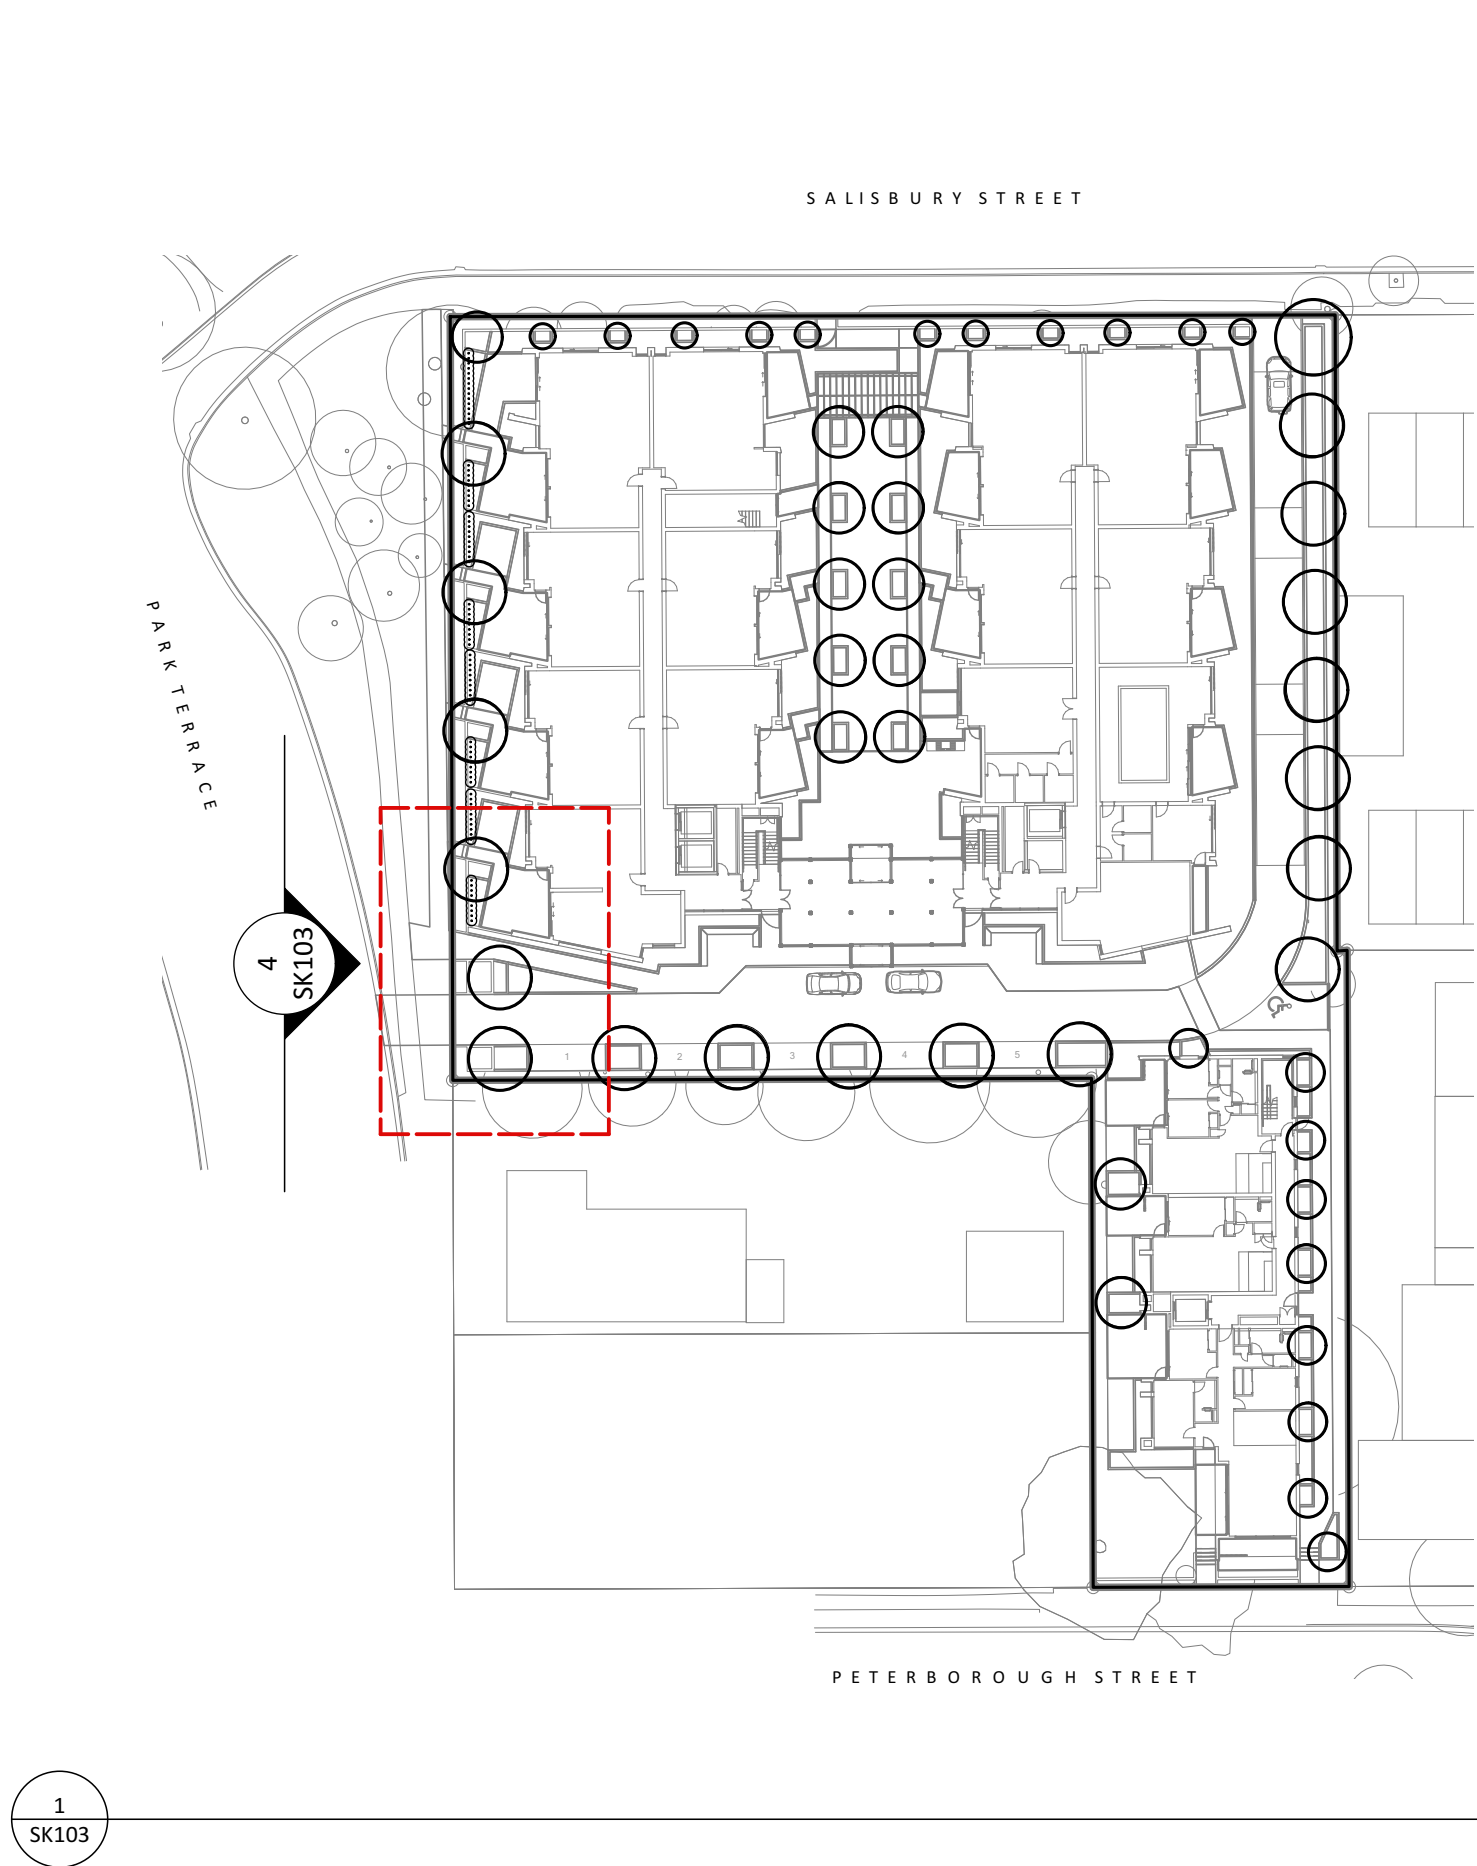 SALISBURY STREET
PARK TERRACE
4
SK103
1 2 3 4 5
PETERBOROUGH STREET
1
SK103